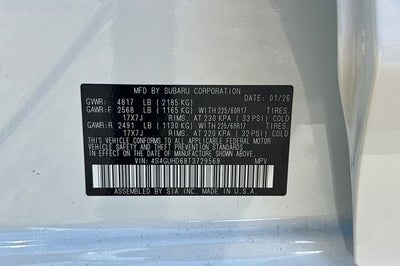 MFD BY SUBARU CORPORATION
DATE: 01/26
GVWR: 4817 LB (2185 KG)
GAWR:F 2568 LB (1165 KG) WITH 225/60R17 TIRES
17X7J RIMS, AT 230 KPA (33 PSI) COLD
GAWR:R 2491 LB (1130 KG) WITH 225/60R17 TIRES
17X7J RIMS, AT 220 KPA (32 PSI) COLD
THIS VEHICLE CONFORMS TO ALL APPLICABLE
FEDERAL MOTOR VEHICLE SAFETY
AND THEFT PREVENTION STANDARDS IN EFFECT
ON THE DATE OF MANUFACTURE SHOWN ABOVE.
VIN: 4S4GUHD68T3729569 MPV
ASSEMBLED BY SIA INC. IN U.S.A.